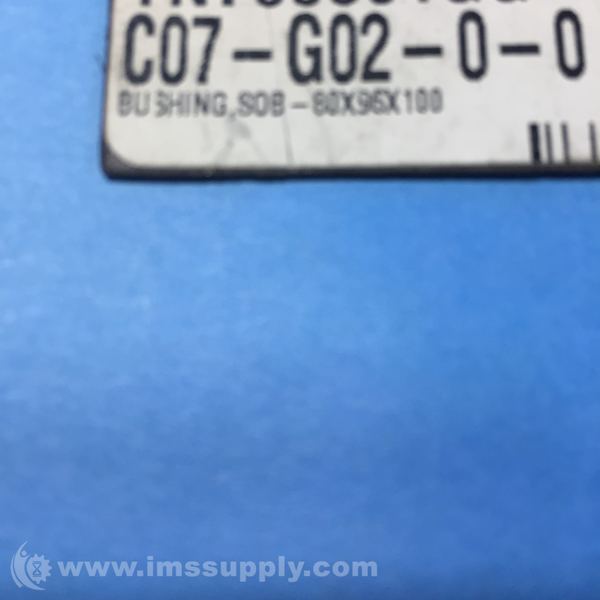 C07-G02-0-0
BUSHING,SOB-80X96X100
www.imssupply.com